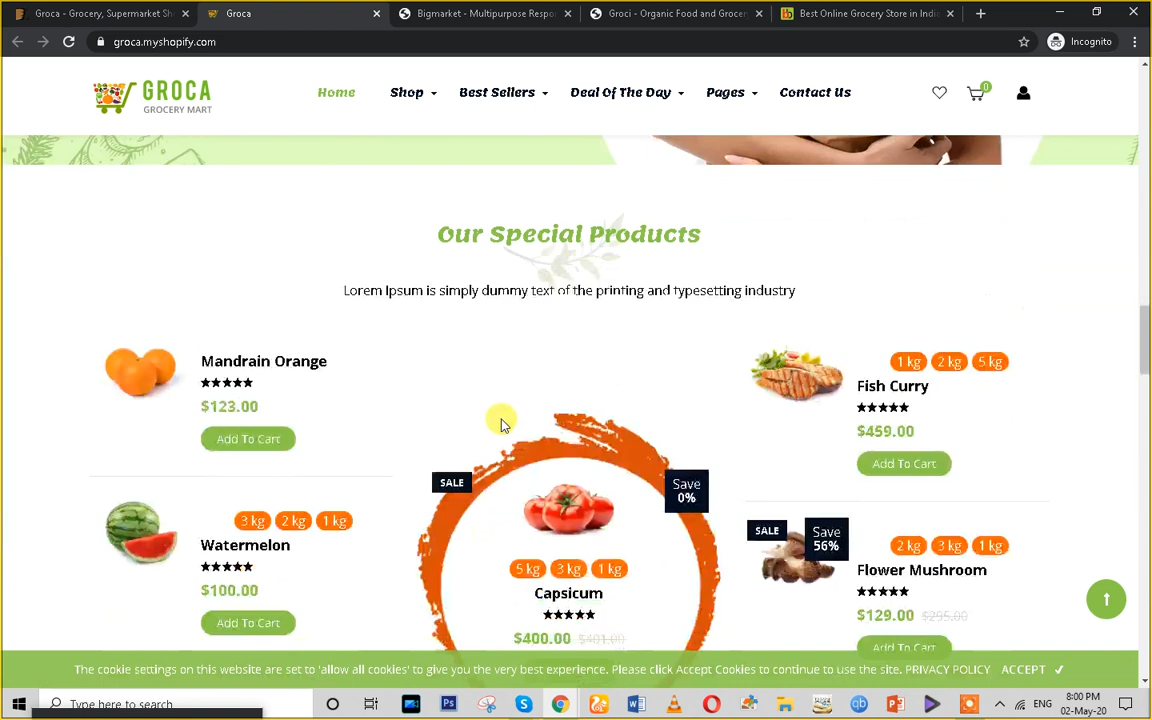 Groca - Grocery, Supermarket Sh
Groca
Bigmarket - Multipurpose Respo
Groci - Organic Food and Grocery
Best Online Grocery Store in India
groca.myshopify.com
Incognito
GROCA
GROCERY MART
Home
Shop
Best Sellers
Deal Of The Day
Pages
Contact Us
0
Our Special Products
Lorem Ipsum is simply dummy text of the printing and typesetting industry
Mandrain Orange
$123.00
Add To Cart
3 kg 2 kg 1 kg
Watermelon
$100.00
Add To Cart
SALE
Save
0%
5 kg 3 kg 1 kg
Capsicum
$400.00 $401.00
1 kg 2 kg 5 kg
Fish Curry
$459.00
Add To Cart
SALE
Save
56%
2 kg 3 kg 1 kg
Flower Mushroom
$129.00 $295.00
Add To Cart
The cookie settings on this website are set to 'allow all cookies' to give you the very best experience. Please click Accept Cookies to continue to use the site. PRIVACY POLICY ACCEPT ✓
Type here to search
ENG
8:00 PM
02-May-20